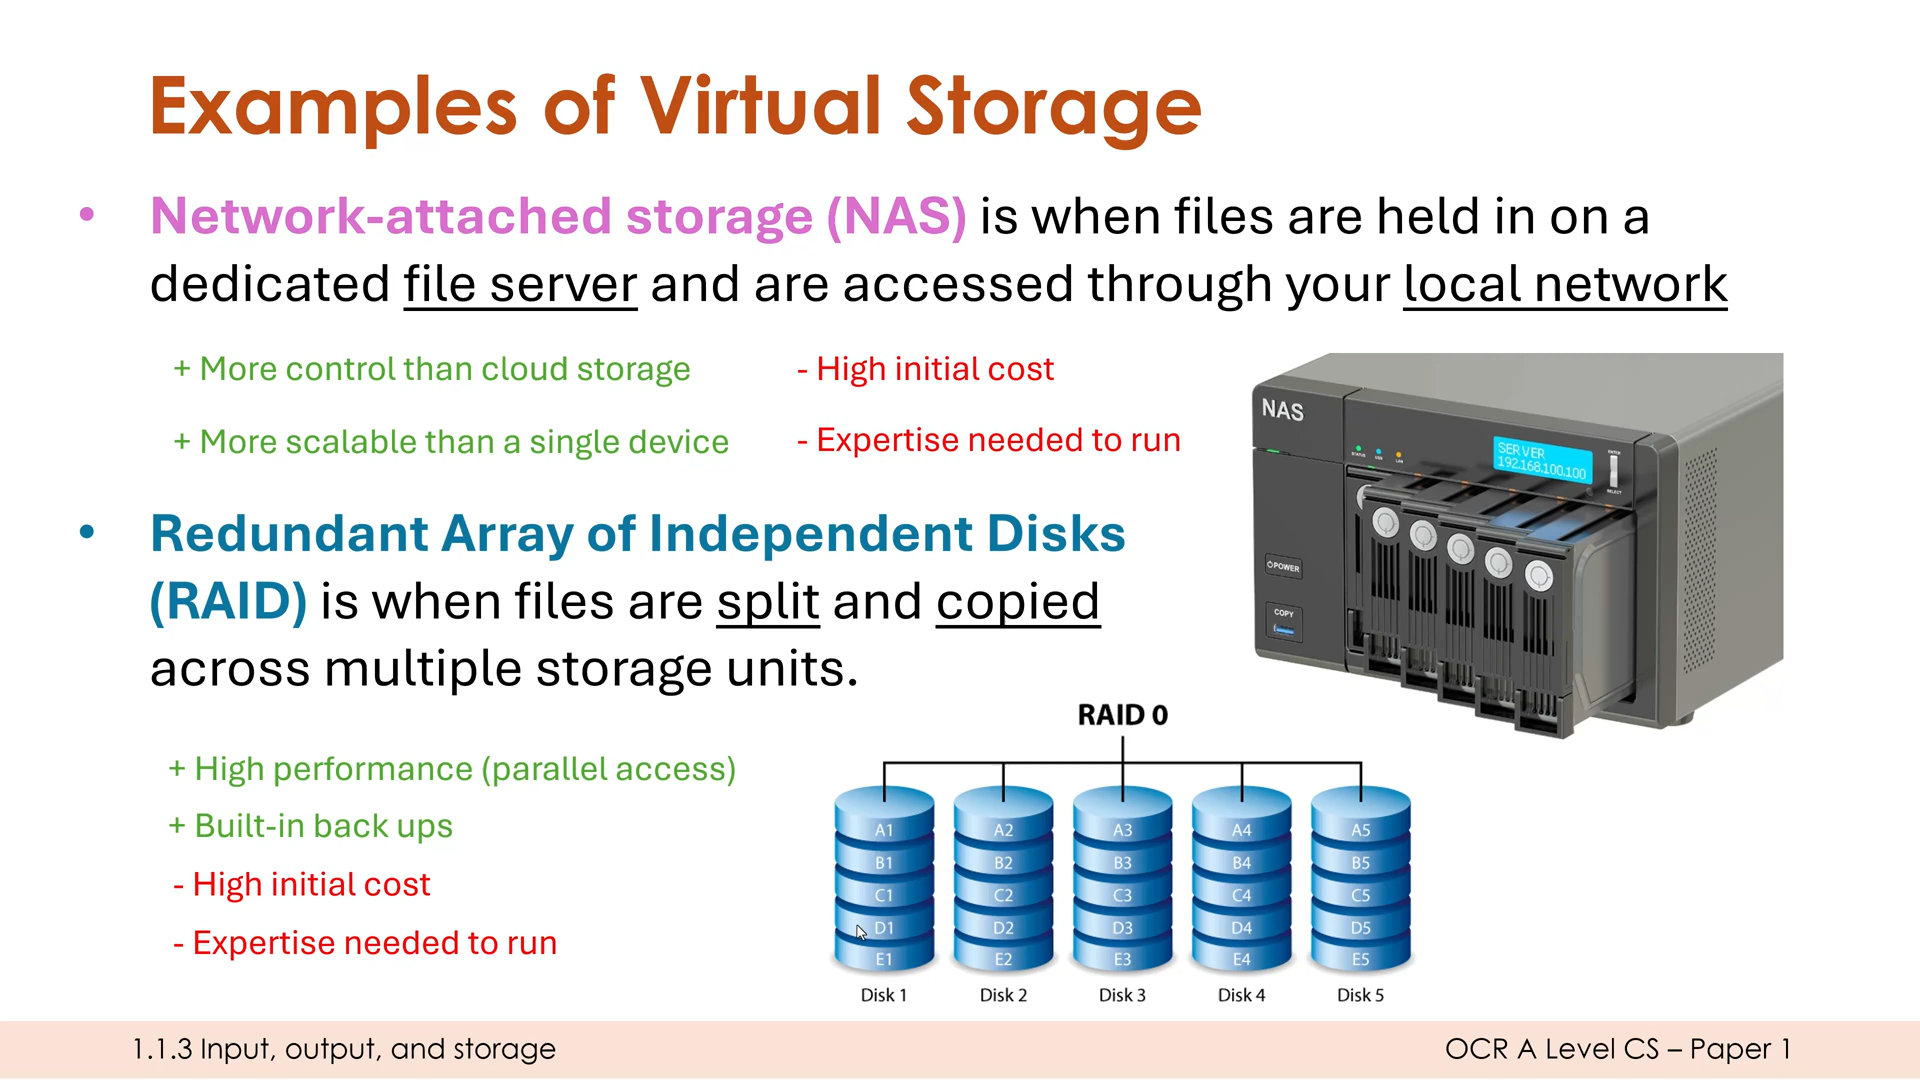 Examples of Virtual Storage
• Network-attached storage (NAS) is when files are held in on a
dedicated file server and are accessed through your local network
+ More control than cloud storage
- High initial cost
+ More scalable than a single device
- Expertise needed to run
NAS
SERVER
192.168.100.100
STATUS USB LAN
ENTER
SELECT
POWER
COPY
• Redundant Array of Independent Disks
(RAID) is when files are split and copied
across multiple storage units.
+ High performance (parallel access)
+ Built-in back ups
- High initial cost
- Expertise needed to run
RAID 0
A1 A2 A3 A4 A5
B1 B2 B3 B4 B5
C1 C2 C3 C4 C5
D1 D2 D3 D4 D5
E1 E2 E3 E4 E5
Disk 1 Disk 2 Disk 3 Disk 4 Disk 5
1.1.3 Input, output, and storage
OCR A Level CS – Paper 1